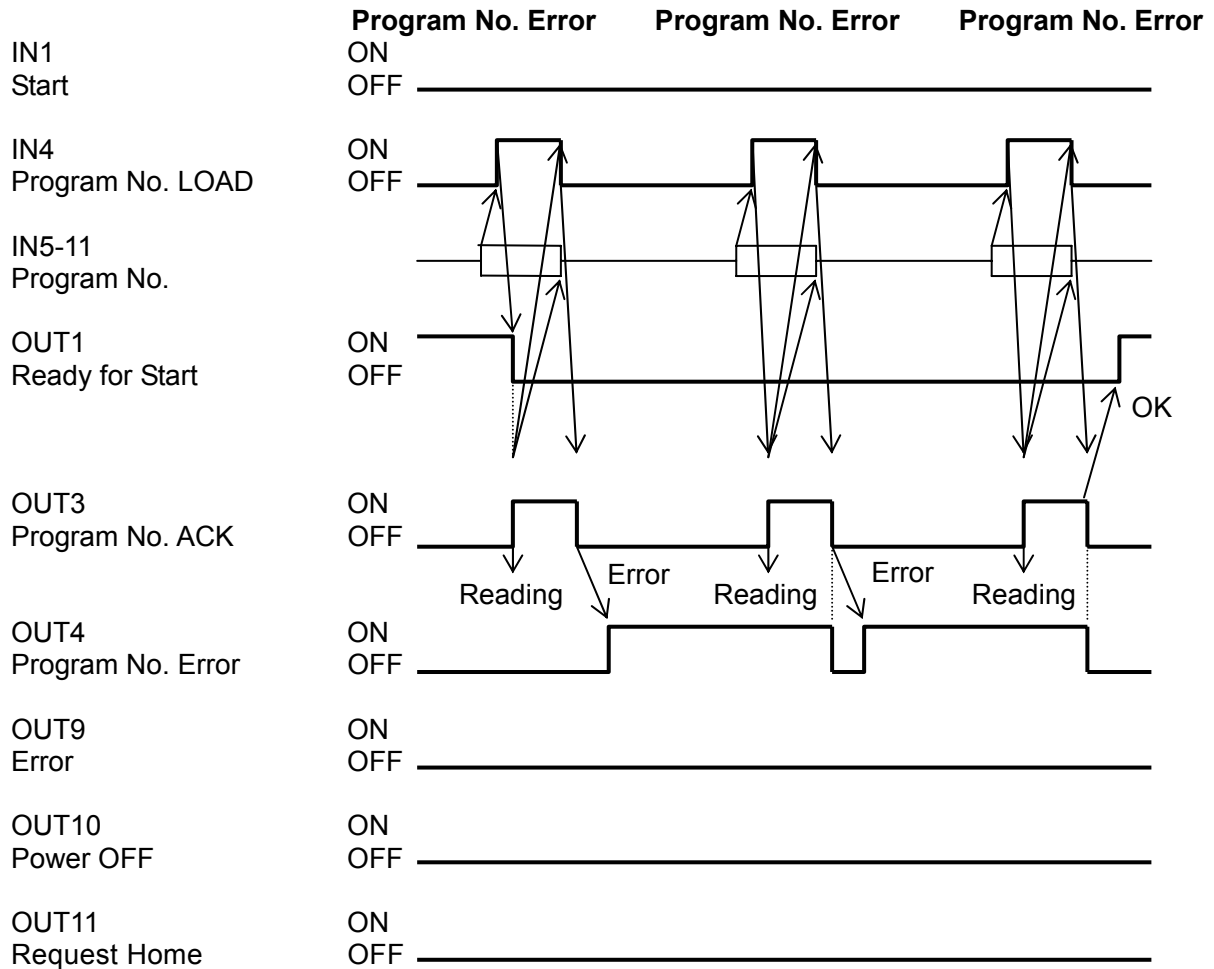 Program No. Error Program No. Error Program No. Error
IN1 ON
Start OFF
IN4 ON
Program No. LOAD OFF
IN5-11
Program No.
OUT1 ON
Ready for Start OFF
OK
OUT3 ON
Program No. ACK OFF
Error Error
Reading Reading Reading
OUT4 ON
Program No. Error OFF
OUT9 ON
Error OFF
OUT10 ON
Power OFF OFF
OUT11 ON
Request Home OFF